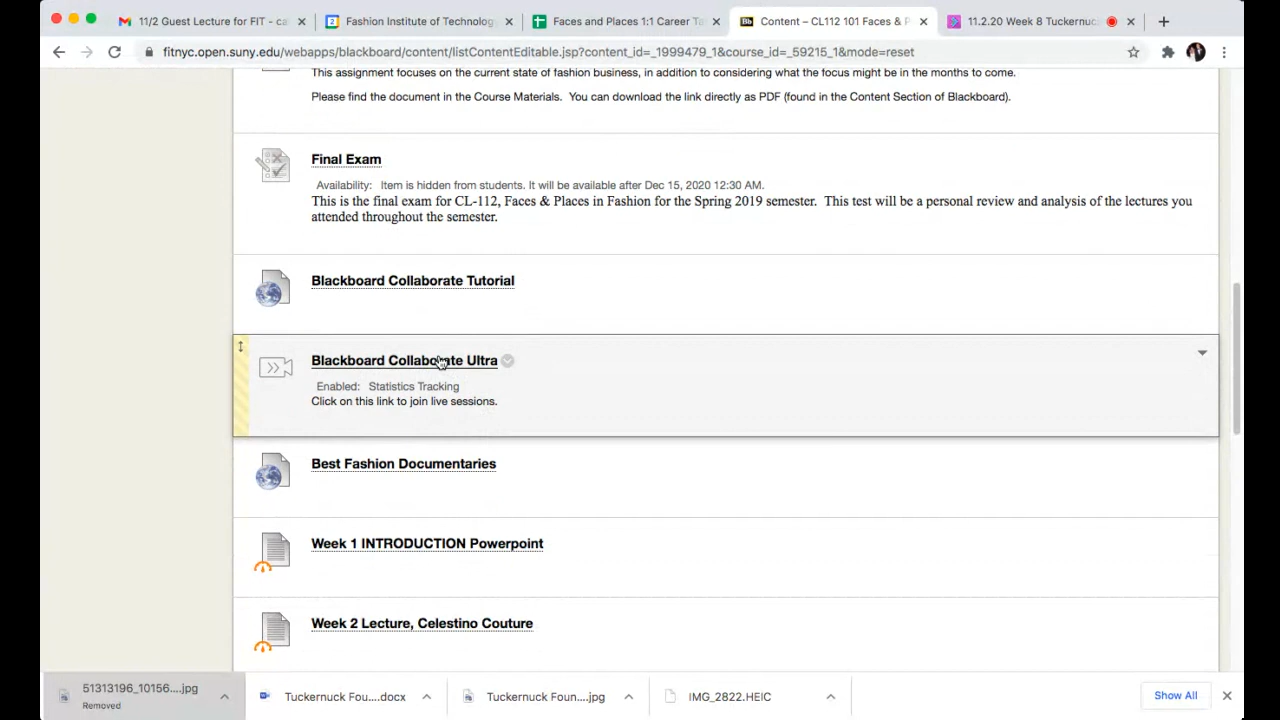 11/2 Guest Lecture for FIT - ca
Fashion Institute of Technolog
Faces and Places 1:1 Career Ta
Content – CL112 101 Faces & P
11.2.20 Week 8 Tuckernuc
fitnyc.open.suny.edu/webapps/blackboard/content/listContentEditable.jsp?content_id=_1999479_1&course_id=_59215_1&mode=reset
This assignment focuses on the current state of fashion business, in addition to considering what the focus might be in the months to come.
Please find the document in the Course Materials. You can download the link directly as PDF (found in the Content Section of Blackboard).
Final Exam
Availability: Item is hidden from students. It will be available after Dec 15, 2020 12:30 AM.
This is the final exam for CL-112, Faces & Places in Fashion for the Spring 2019 semester. This test will be a personal review and analysis of the lectures you
attended throughout the semester.
Blackboard Collaborate Tutorial
Blackboard Collaborate Ultra
Enabled: Statistics Tracking
Click on this link to join live sessions.
Best Fashion Documentaries
Week 1 INTRODUCTION Powerpoint
Week 2 Lecture, Celestino Couture
51313196_10156....jpg
Removed
Tuckernuck Fou....docx
Tuckernuck Foun....jpg
IMG_2822.HEIC
Show All